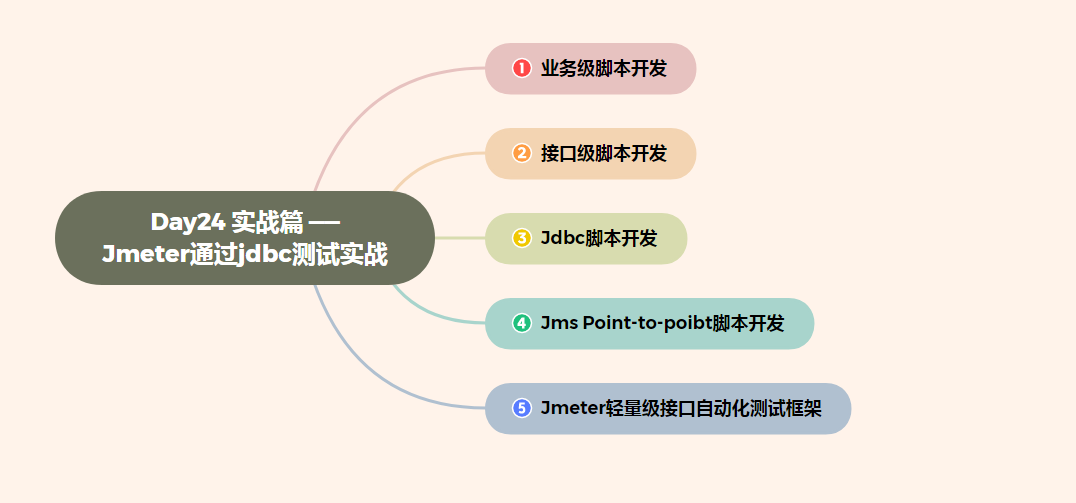 Day24 实战篇 ——
Jmeter通过jdbc测试实战
1 业务级脚本开发
2 接口级脚本开发
3 Jdbc脚本开发
4 Jms Point-to-poibt脚本开发
5 Jmeter轻量级接口自动化测试框架